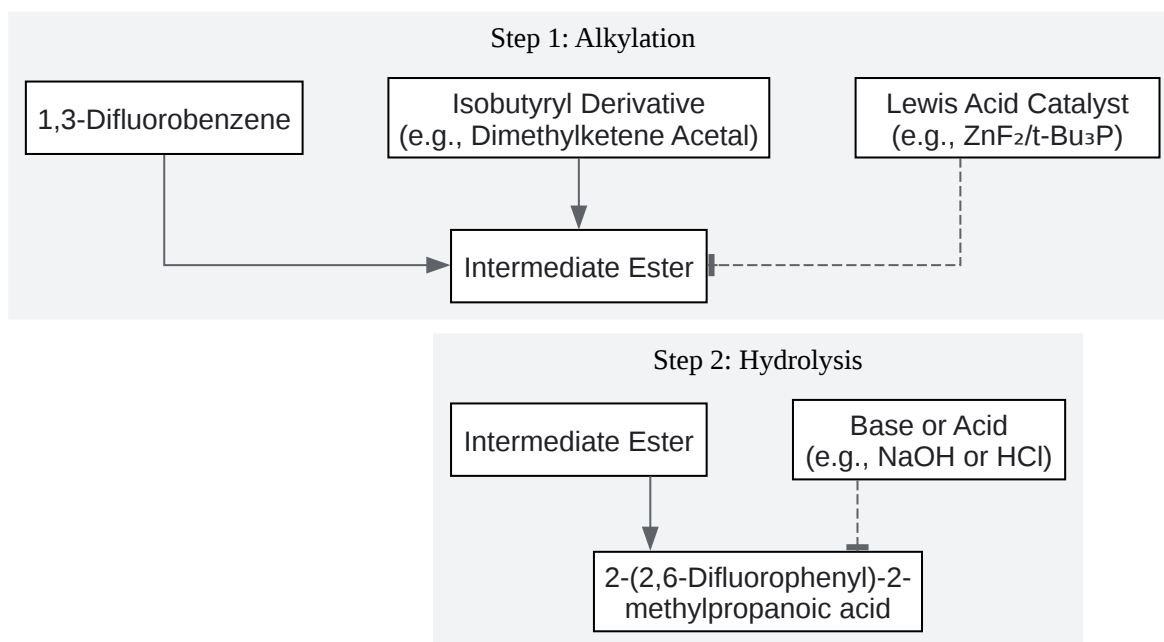 Step 1: Alkylation
1,3-Difluorobenzene
Isobutyryl Derivative
(e.g., Dimethylketene Acetal)
Lewis Acid Catalyst
(e.g., ZnF₂/t-Bu₃P)
Intermediate Ester
Step 2: Hydrolysis
Intermediate Ester
Base or Acid
(e.g., NaOH or HCl)
2-(2,6-Difluorophenyl)-2-
methylpropanoic acid